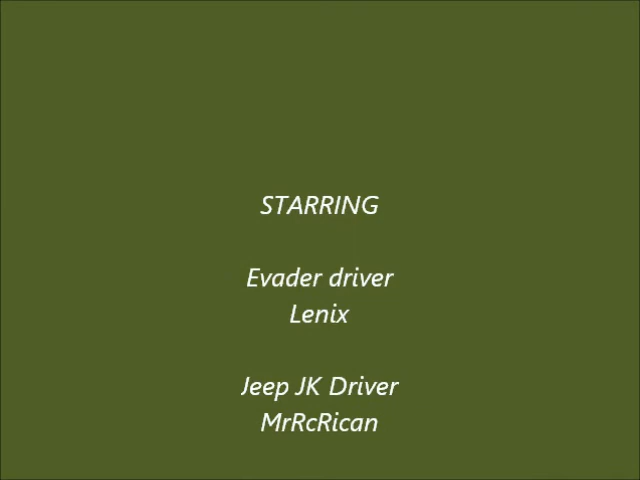 STARRING
Evader driver
Lenix
Jeep JK Driver
MrRcRican